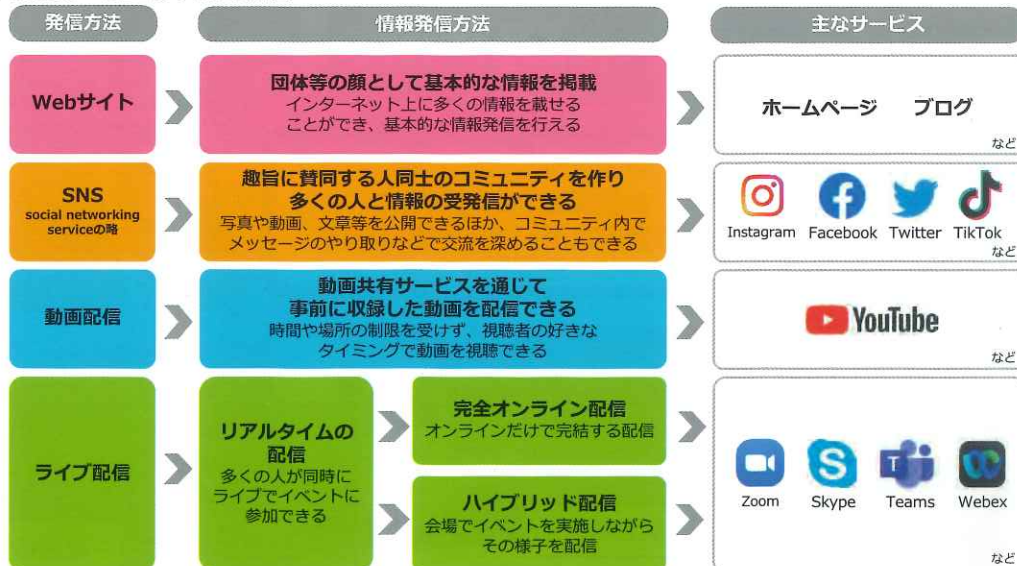 発信方法
情報発信方法
主なサービス
Webサイト
団体等の顔として基本的な情報を掲載
インターネット上に多くの情報を載せる
ことができ、基本的な情報発信を行える
ホームページ ブログ
など
SNS
social networking
serviceの略
趣旨に賛同する人同士のコミュニティを作り
多くの人と情報の受発信ができる
写真や動画、文章等を公開できるほか、コミュニティ内で
メッセージのやり取りなどで交流を深めることもできる
Instagram Facebook Twitter TikTok
など
動画配信
動画共有サービスを通じて
事前に収録した動画を配信できる
時間や場所の制限を受けず、視聴者の好きな
タイミングで動画を視聴できる
YouTube
など
ライブ配信
リアルタイムの
配信
多くの人が同時に
ライブでイベントに
参加できる
完全オンライン配信
オンラインだけで完結する配信
ハイブリッド配信
会場でイベントを実施しながら
その様子を配信
Zoom Skype Teams Webex
など